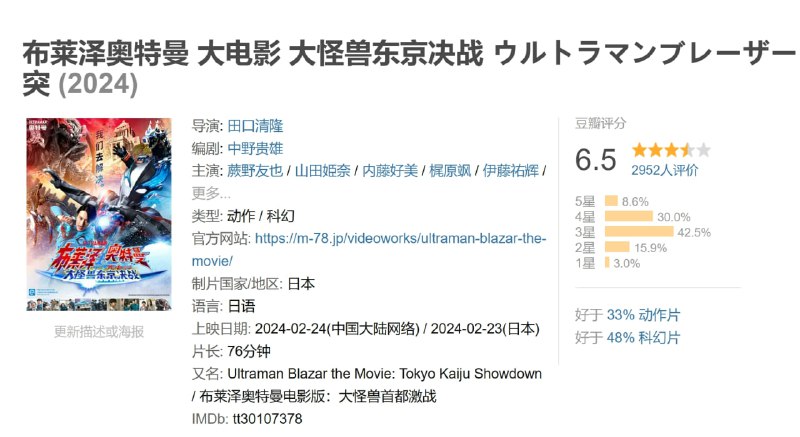 布莱泽奥特曼 大电影 大怪兽东京决战 ウルトラマンブレーザー
突 (2024)
我们去解决。
布莱泽奥特曼
大怪兽东京决战
更新描述或海报
导演: 田口清隆
编剧: 中野贵雄
主演: 蕨野友也 / 山田姫奈 / 内藤好美 / 梶原飒 / 伊藤祐辉 /
更多...
类型: 动作 / 科幻
官方网站: https://m-78.jp/videoworks/ultraman-blazar-the-
movie/
制片国家/地区: 日本
语言: 日语
上映日期: 2024-02-24(中国大陆网络) / 2024-02-23(日本)
片长: 76分钟
又名: Ultraman Blazar the Movie: Tokyo Kaiju Showdown
/ 布莱泽奥特曼电影版：大怪兽首都激战
IMDb: tt30107378
豆瓣评分
6.5
2952人评价
5星 8.6%
4星 30.0%
3星 42.5%
2星 15.9%
1星 3.0%
好于 33% 动作片
好于 48% 科幻片